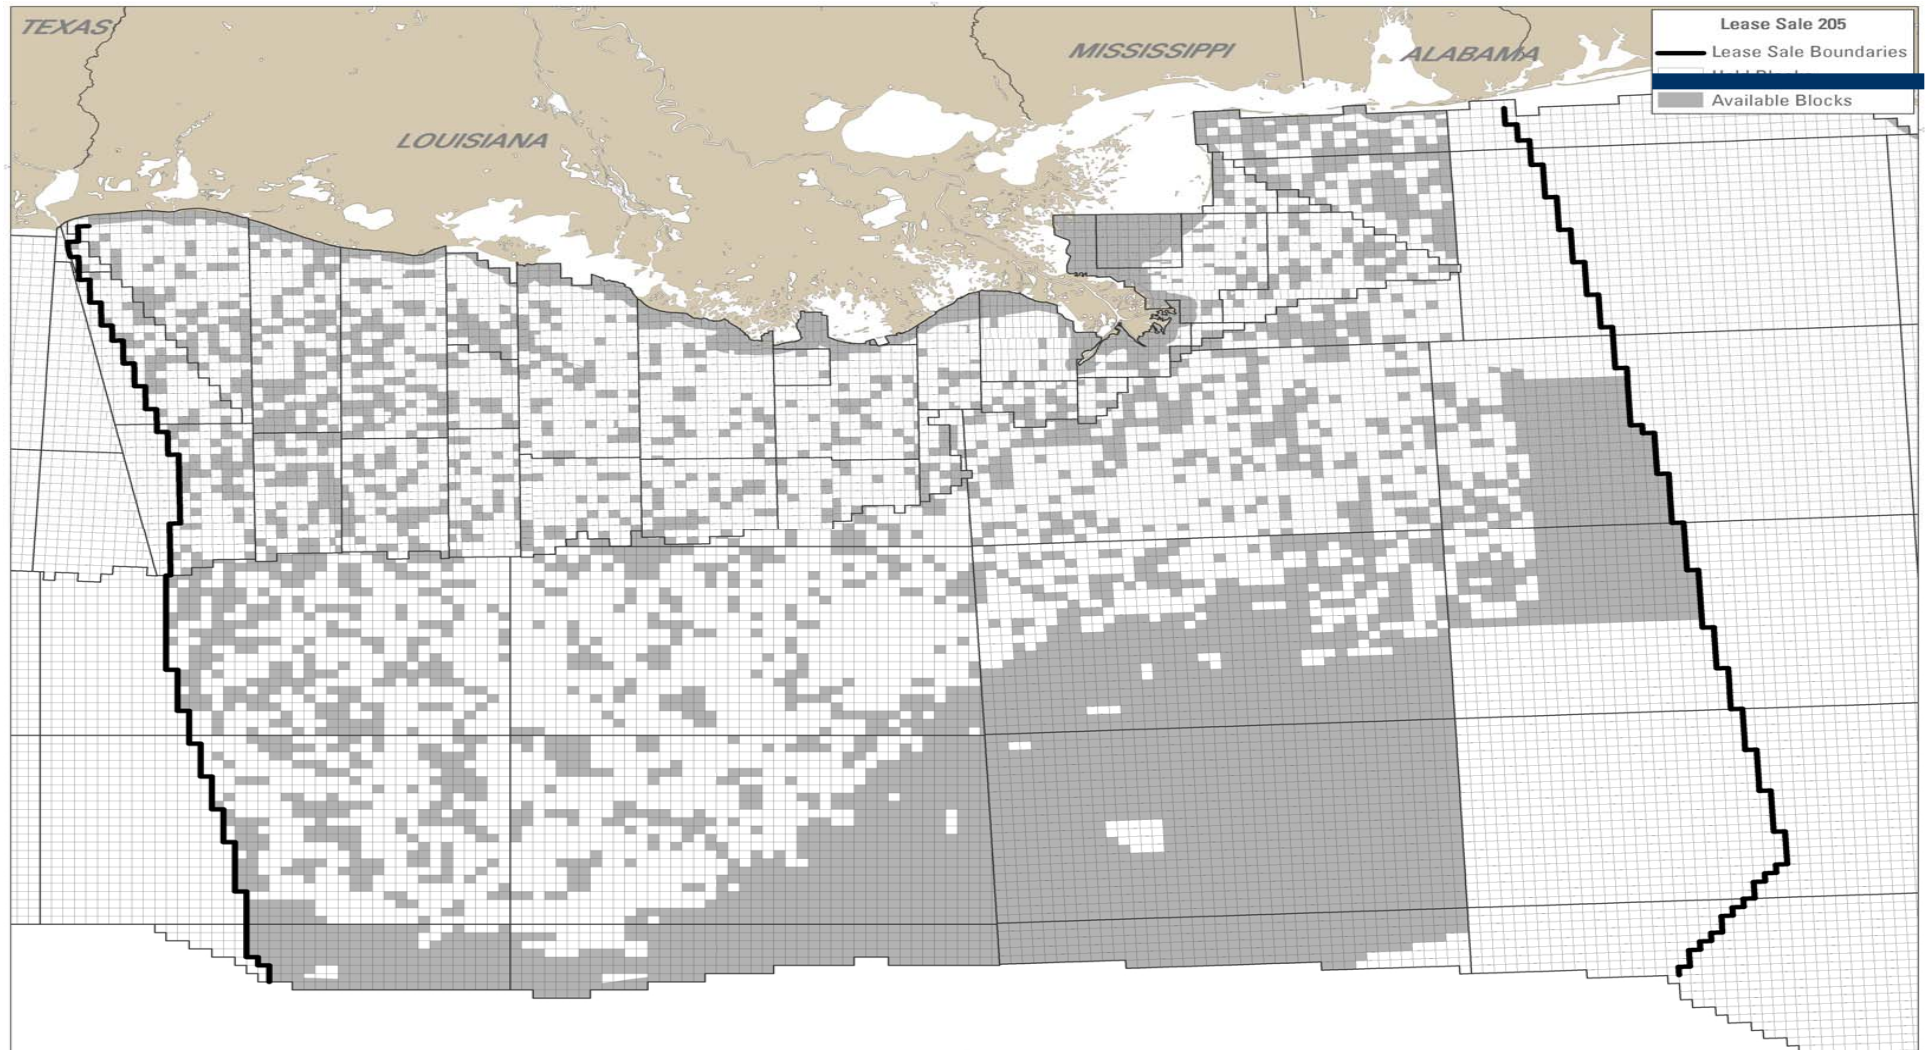 TEXAS
LOUISIANA
MISSISSIPPI
ALABAMA
Lease Sale 205
Lease Sale Boundaries
Available Blocks